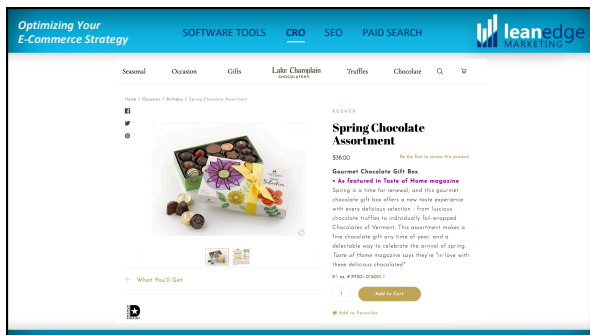 Optimizing Your
E-Commerce Strategy
SOFTWARE TOOLS CRO SEO PAID SEARCH
leanedge
MARKETING
Seasonal Occasion Gifts Lake Champlain Truffles Chocolate
CHOCOLATES
Home / Occasion / Birthday / Spring Chocolate Assortment
KOSHER
Spring Chocolate
Assortment
$38.00 Be the first to review this product
Gourmet Chocolate Gift Box
• As featured in Taste of Home magazine
Spring is a time for renewal, and this gourmet
chocolate gift box offers a new taste experience
with every delicious selection - from luscious
chocolate truffles to individually foil-wrapped
Chocolates of Vermont. This assortment makes a
fine chocolate gift any time of year, and a
delectable way to celebrate the arrival of spring.
Taste of Home magazine says they're "in love with
these delicious chocolates!"
9.1 oz.
+ What You'll Get
1 Add to Cart
Add to Favorites
D